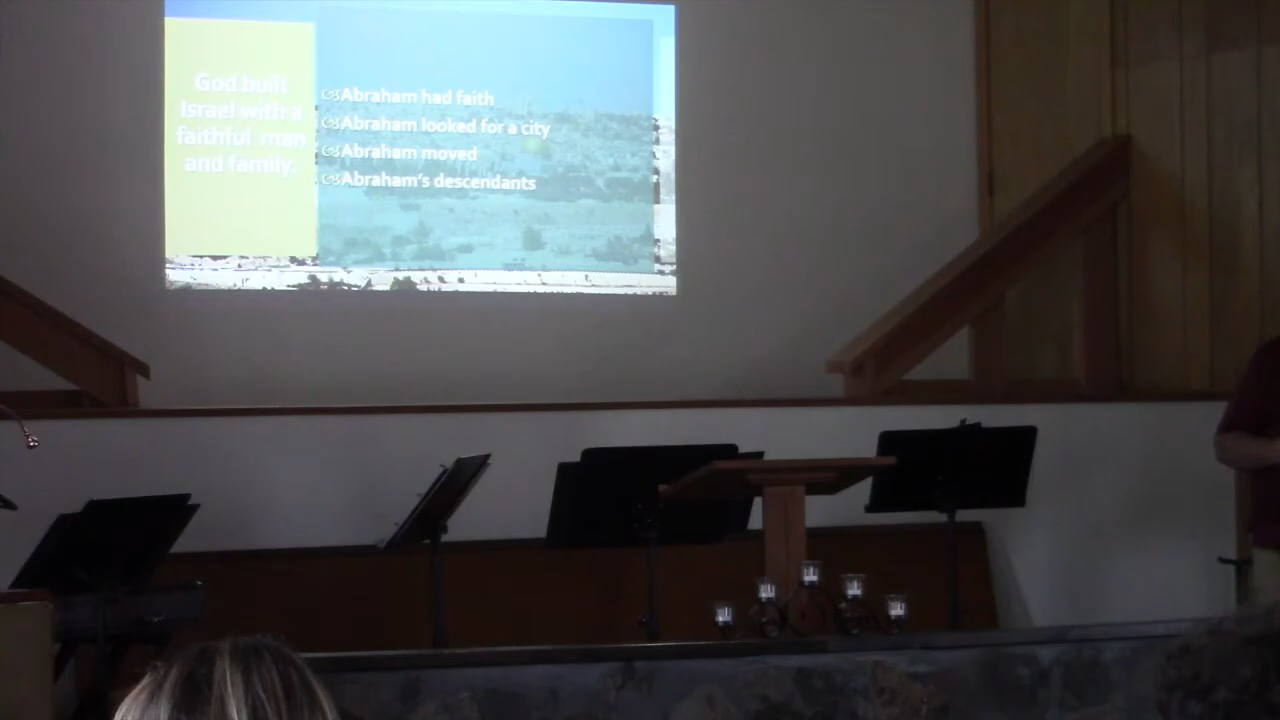 God built
Israel with a
faithful man
and family.
Abraham had faith
Abraham looked for a city
Abraham moved
Abraham's descendants